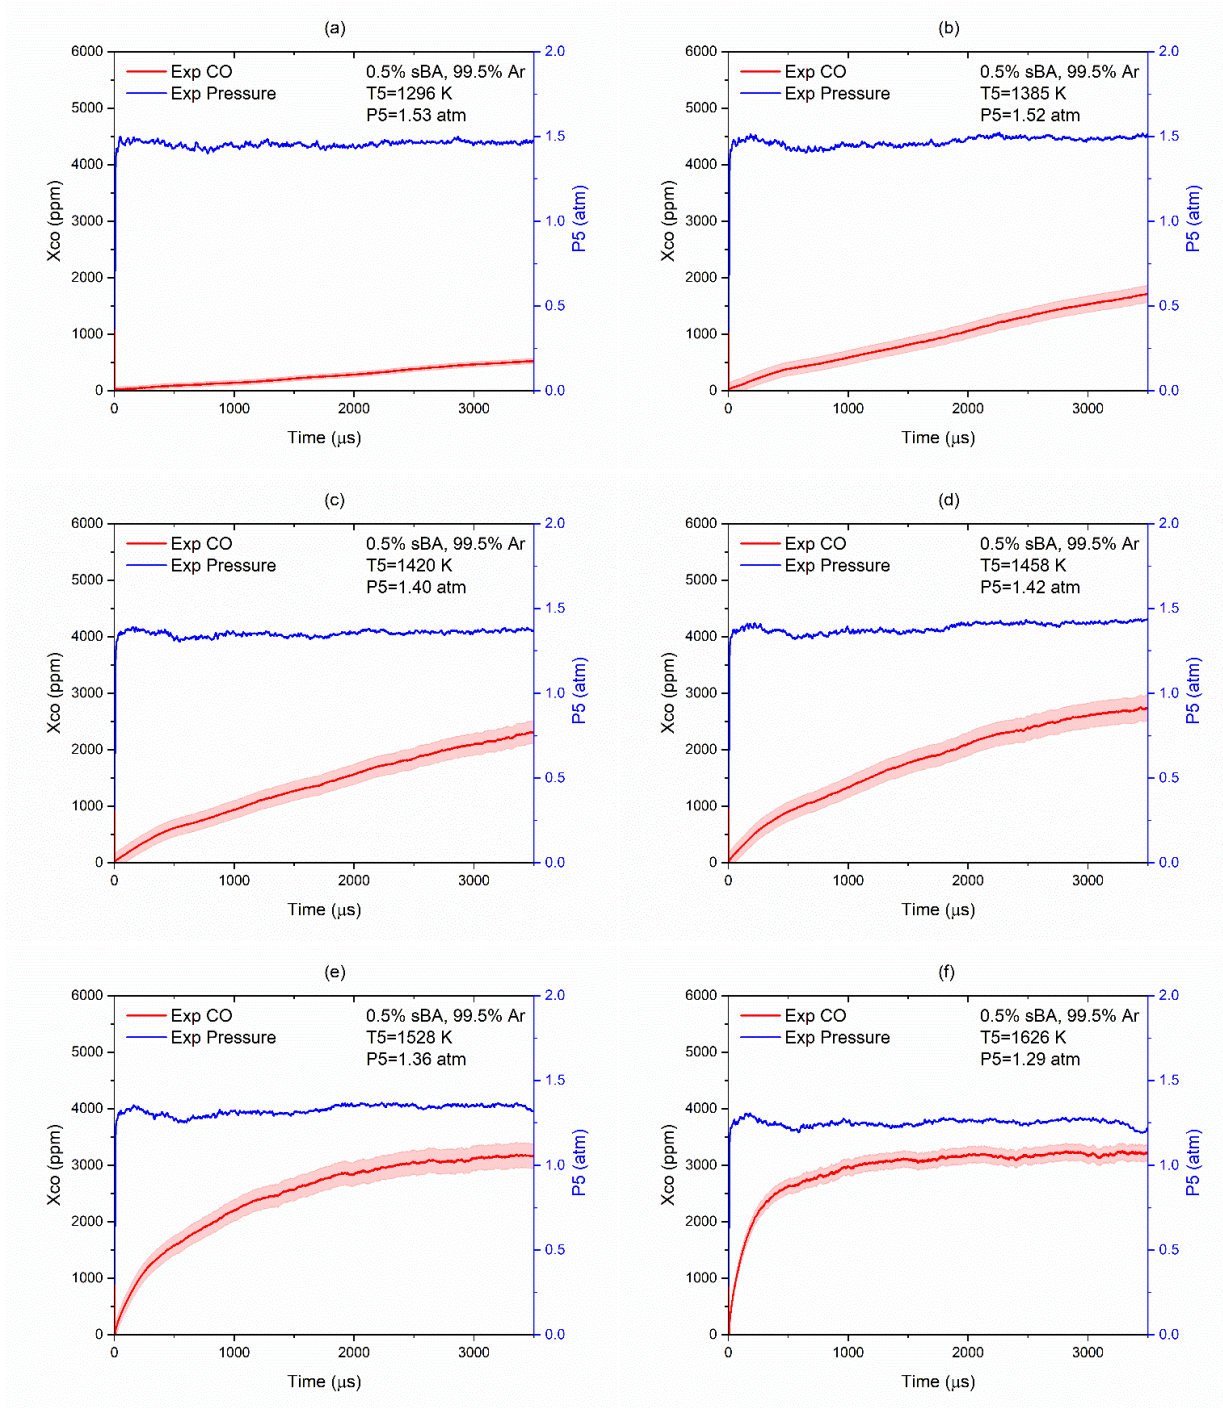 (a)
6000
5000
4000
3000
2000
1000
0
Xco (ppm)
Exp CO
Exp Pressure
0.5% sBA, 99.5% Ar
T5=1296 K
P5=1.53 atm
2.0
1.5
1.0
0.5
0.0
P5 (atm)
0 1000 2000 3000
Time (μs)
(b)
6000
5000
4000
3000
2000
1000
0
Xco (ppm)
Exp CO
Exp Pressure
0.5% sBA, 99.5% Ar
T5=1385 K
P5=1.52 atm
2.0
1.5
1.0
0.5
0.0
P5 (atm)
0 1000 2000 3000
Time (μs)
(c)
6000
5000
4000
3000
2000
1000
0
Xco (ppm)
Exp CO
Exp Pressure
0.5% sBA, 99.5% Ar
T5=1420 K
P5=1.40 atm
2.0
1.5
1.0
0.5
0.0
P5 (atm)
0 1000 2000 3000
Time (μs)
(d)
6000
5000
4000
3000
2000
1000
0
Xco (ppm)
Exp CO
Exp Pressure
0.5% sBA, 99.5% Ar
T5=1458 K
P5=1.42 atm
2.0
1.5
1.0
0.5
0.0
P5 (atm)
0 1000 2000 3000
Time (μs)
(e)
6000
5000
4000
3000
2000
1000
0
Xco (ppm)
Exp CO
Exp Pressure
0.5% sBA, 99.5% Ar
T5=1528 K
P5=1.36 atm
2.0
1.5
1.0
0.5
0.0
P5 (atm)
0 1000 2000 3000
Time (μs)
(f)
6000
5000
4000
3000
2000
1000
0
Xco (ppm)
Exp CO
Exp Pressure
0.5% sBA, 99.5% Ar
T5=1626 K
P5=1.29 atm
2.0
1.5
1.0
0.5
0.0
P5 (atm)
0 1000 2000 3000
Time (μs)